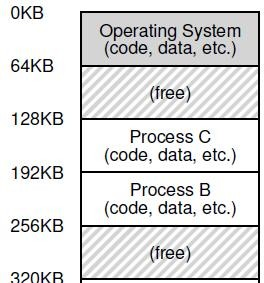 0KB
Operating System
(code, data, etc.)
64KB
(free)
128KB
Process C
(code, data, etc.)
192KB
Process B
(code, data, etc.)
256KB
(free)
320KB